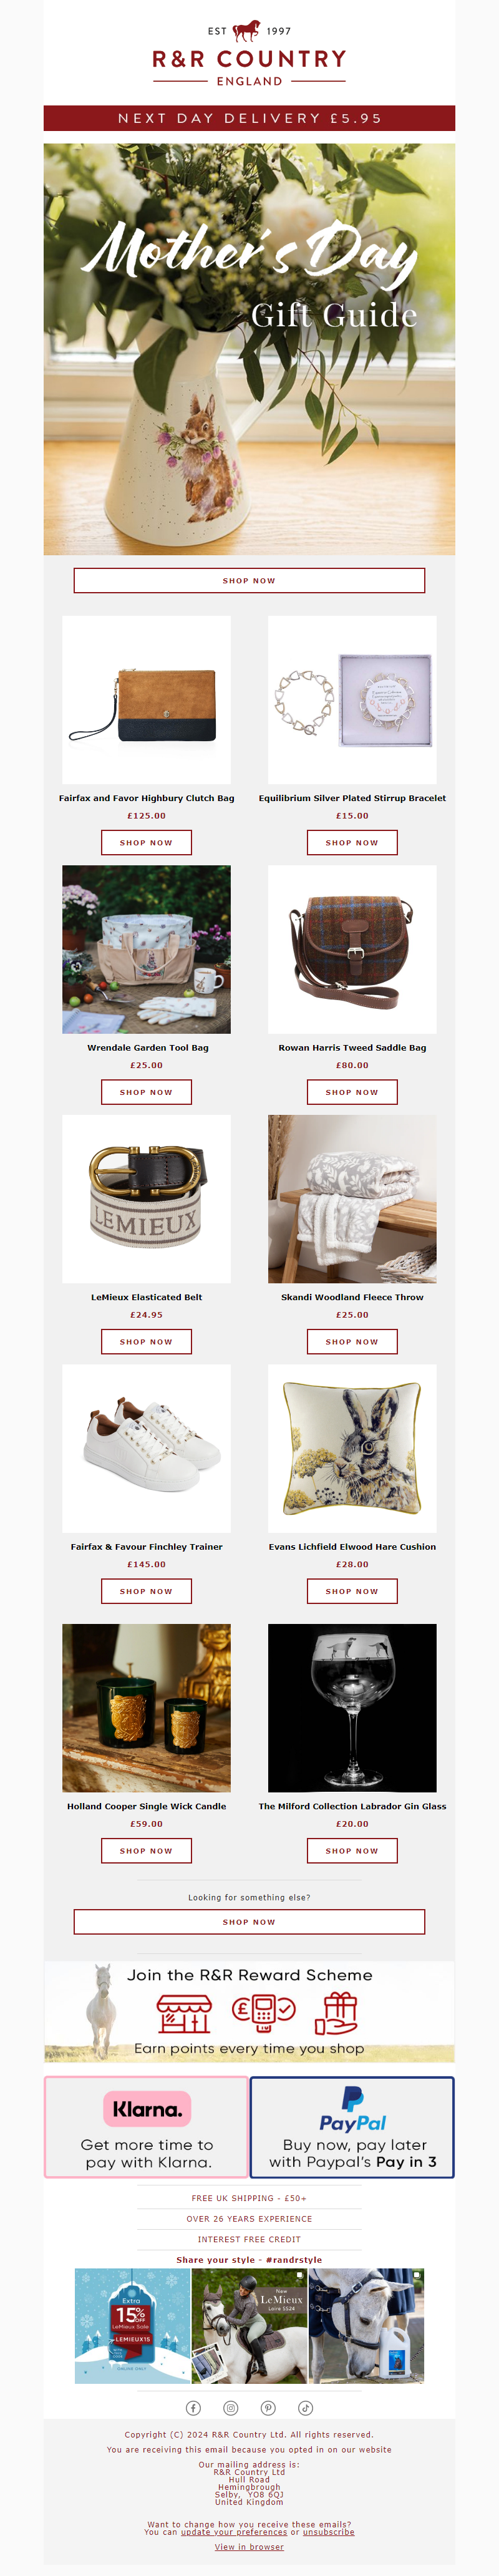 EST 1997
R&R COUNTRY
ENGLAND
NEXT DAY DELIVERY £5.95
Mother's Day
Gift Guide
SHOP NOW
Fairfax and Favor Highbury Clutch Bag
£125.00
SHOP NOW
Equilibrium Silver Plated Stirrup Bracelet
£15.00
SHOP NOW
Wrendale Garden Tool Bag
£25.00
SHOP NOW
Rowan Harris Tweed Saddle Bag
£80.00
SHOP NOW
LEMIEUX
LeMieux Elasticated Belt
£24.95
SHOP NOW
Skandi Woodland Fleece Throw
£25.00
SHOP NOW
Fairfax & Favour Finchley Trainer
£145.00
SHOP NOW
Evans Lichfield Elwood Hare Cushion
£28.00
SHOP NOW
Holland Cooper Single Wick Candle
£59.00
SHOP NOW
The Milford Collection Labrador Gin Glass
£20.00
SHOP NOW
Looking for something else?
SHOP NOW
Join the R&R Reward Scheme
Earn points every time you shop
Klarna.
Get more time to
pay with Klarna.
PayPal
Buy now, pay later
with Paypal's Pay in 3
FREE UK SHIPPING - £50+
OVER 26 YEARS EXPERIENCE
INTEREST FREE CREDIT
Share your style - #randrstyle
Extra
15% OFF
LeMieux Sale
LEMIEUX15
ONLINE ONLY
New
LeMieux
Loire SS24
Copyright (C) 2024 R&R Country Ltd. All rights reserved.
You are receiving this email because you opted in on our website
Our mailing address is:
R&R Country Ltd
Hull Road
Hemingbrough
Selby, YO8 6QJ
United Kingdom
Want to change how you receive these emails?
You can update your preferences or unsubscribe
View in browser